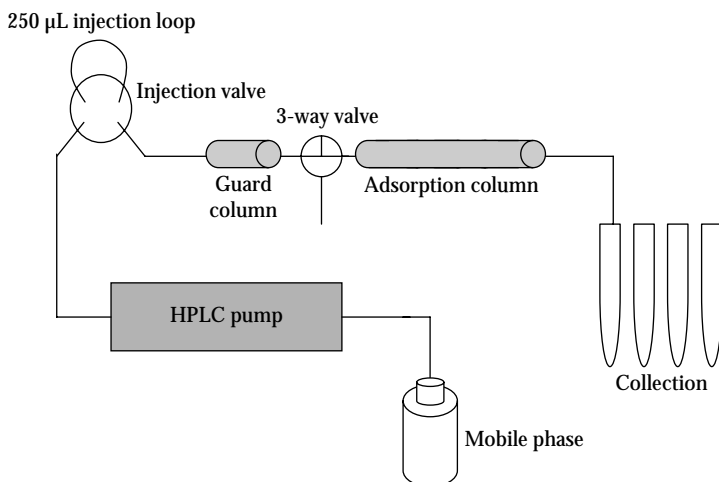 250 µL injection loop
Injection valve
3-way valve
Guard
column
Adsorption column
HPLC pump
Collection
Mobile phase